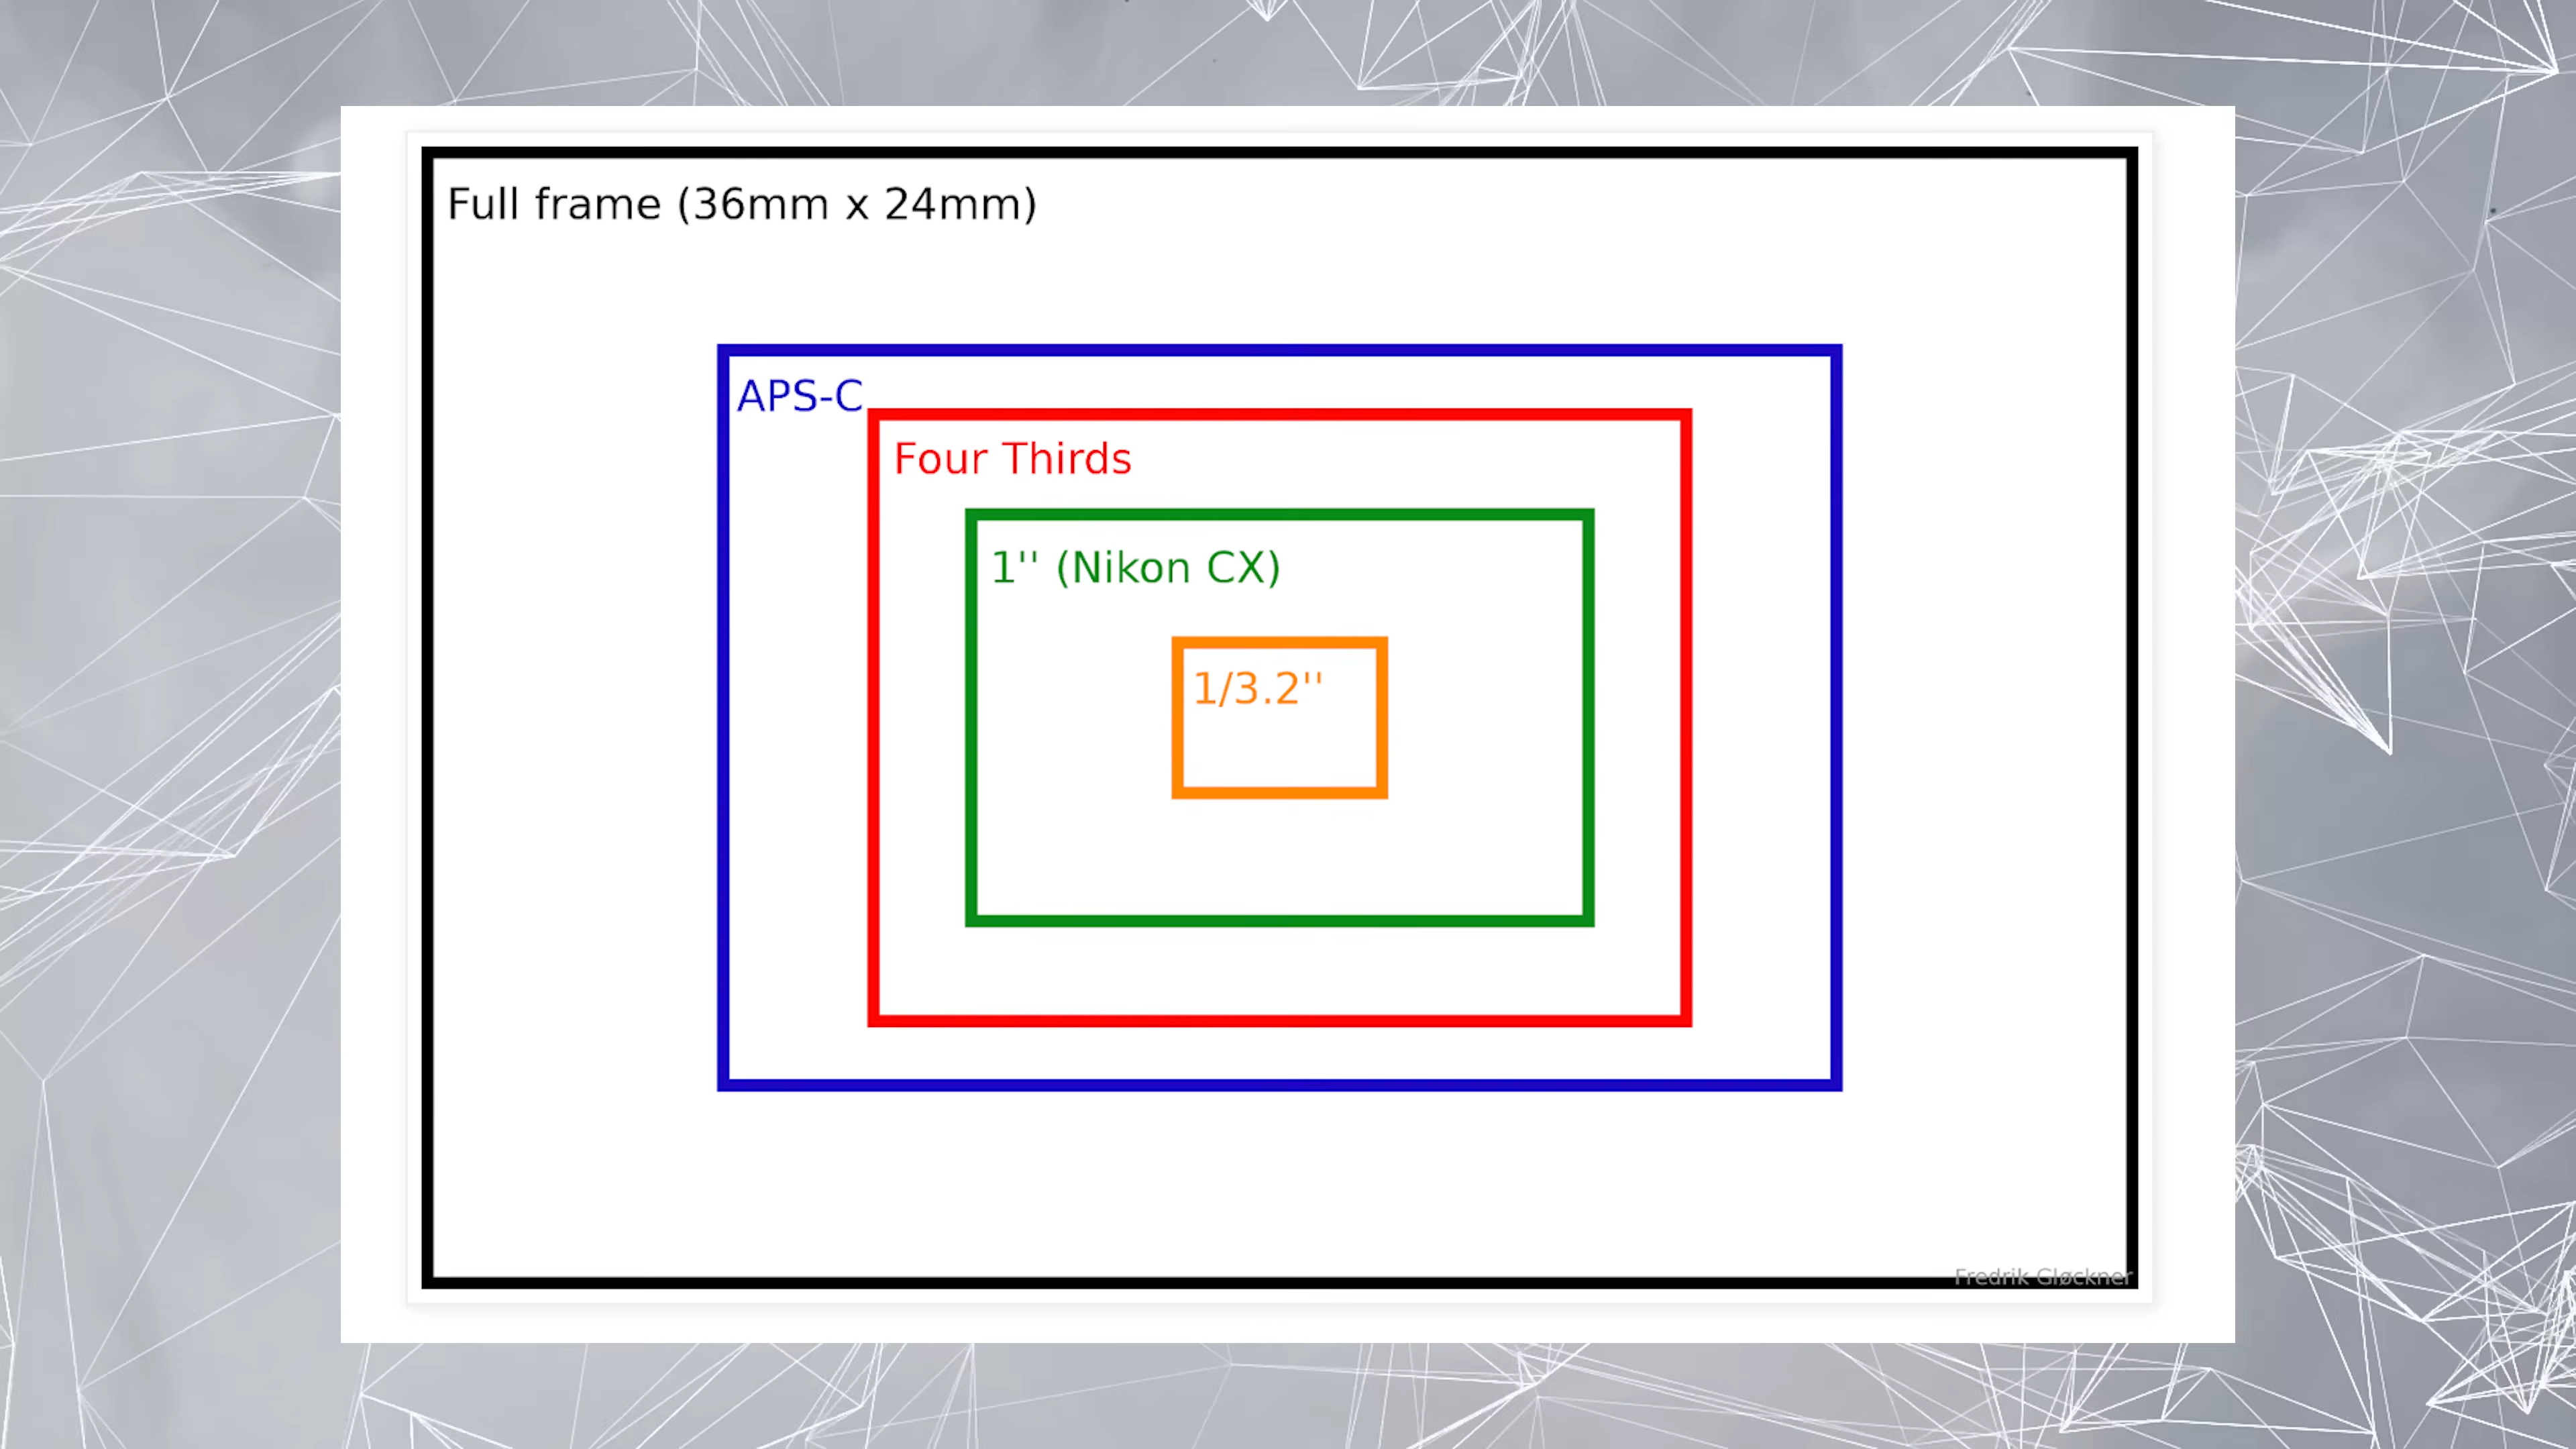 Full frame (36mm x 24mm)
APS-C
Four Thirds
1'' (Nikon CX)
1/3.2''
Fredrik Gløckner